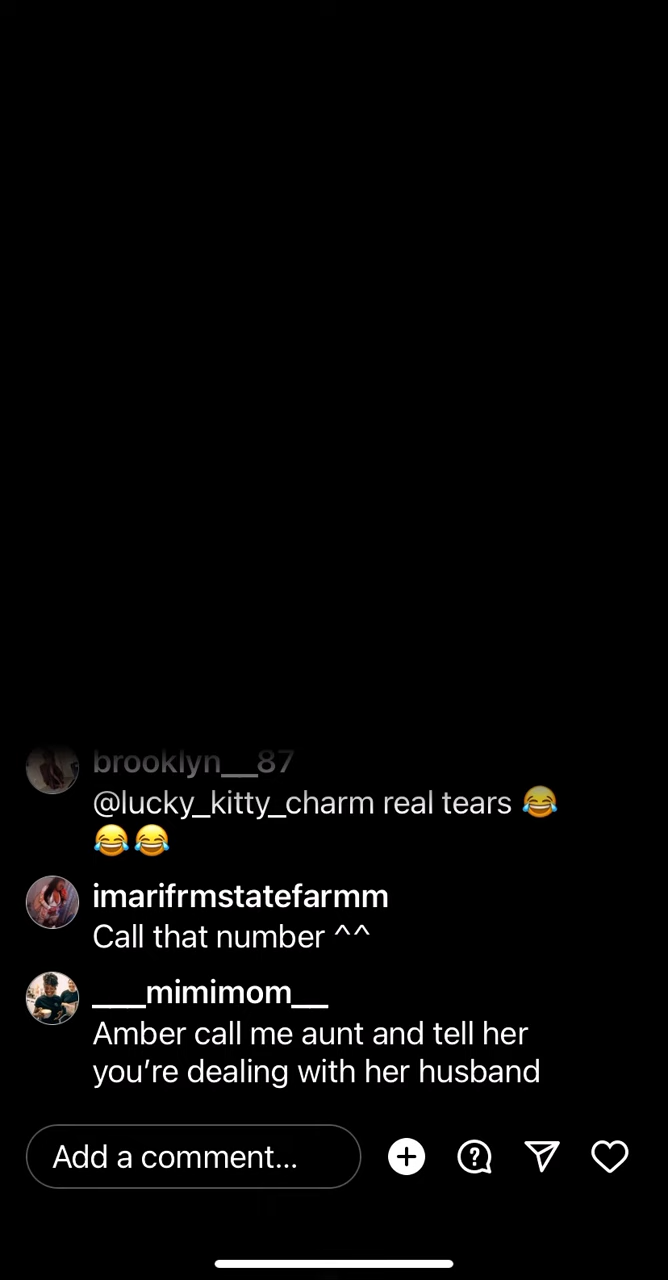 brooklyn__87
@lucky_kitty_charm real tears 😂
😂😂
imarifrmstatefarmm
Call that number ^^
___mimimom__
Amber call me aunt and tell her
you’re dealing with her husband
Add a comment...